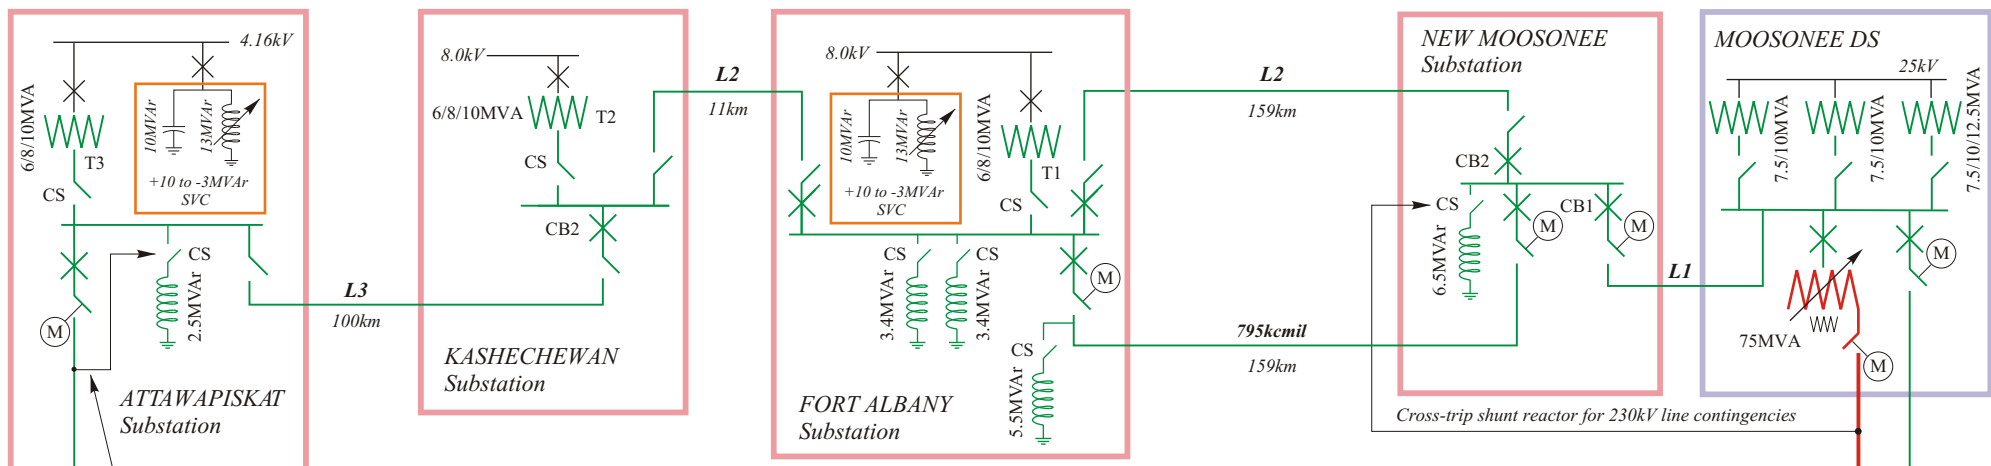 4.16kV
6/8/10MVA
T3
CS
10MVAr
13MVAr
+10 to -3MVAr
SVC
CS
2.5MVAr
M
ATTAWAPISKAT
Substation
L3
100km
8.0kV
6/8/10MVA
T2
CS
CB2
KASHECHEWAN
Substation
L2
11km
8.0kV
10MVAr
13MVAr
+10 to -3MVAr
SVC
6/8/10MVA
T1
CS
CS
CS
3.4MVAr
3.4MVAr
M
CS
5.5MVAr
FORT ALBANY
Substation
L2
159km
795kcmil
159km
NEW MOOSONEE
Substation
CB2
CS
6.5MVAr
M
CB1
M
L1
Cross-trip shunt reactor for 230kV line contingencies
MOOSONEE DS
25kV
7.5/10MVA
7.5/10MVA
7.5/10/12.5MVA
75MVA
M
M